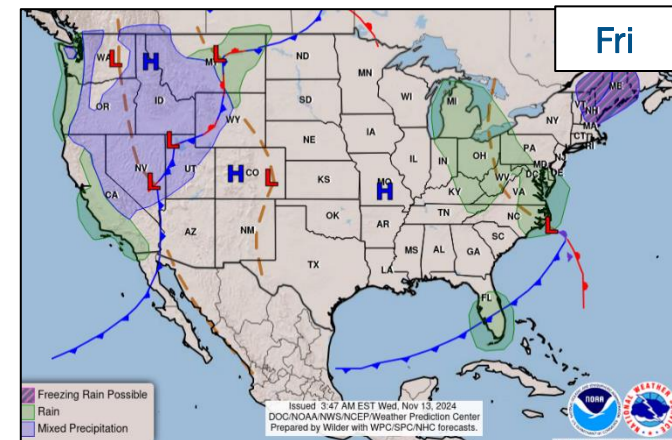 Fri
WA
L
H
MT
L
ND
MN
OR
ID
WY
SD
WI
MI
NY
VT
NH
ME
MA
CT
RI
L
NE
IA
PA
NJ
NV
UT
H
CO
L
IL
IN
OH
MD
DE
DC
WV
VA
L
CA
KS
MO
H
KY
AZ
NM
OK
AR
TN
NC
L
SC
TX
LA
MS
AL
GA
FL
Freezing Rain Possible
Rain
Mixed Precipitation
Issued 3:47 AM EST Wed, Nov 13, 2024
DOC/NOAA/NWS/NCEP/Weather Prediction Center
Prepared by Wilder with WPC/SPC/NHC forecasts.
NOAA